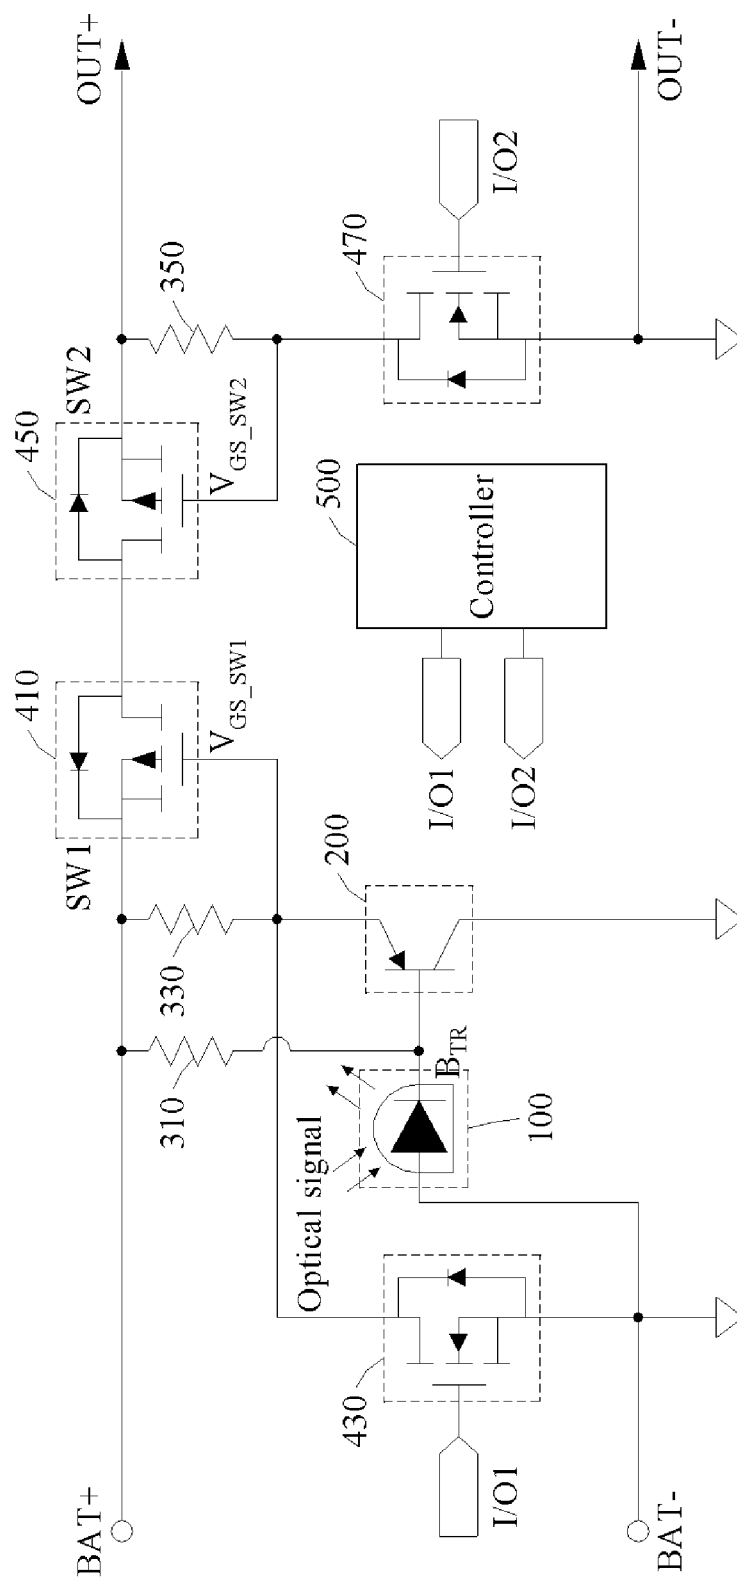 BAT+
OUT+
SW1
410
SW2
450
V_GS_SW1
V_GS_SW2
310
330
350
Optical signal
100
B_TR
200
430
I/O1
I/O1
I/O2
500
Controller
470
I/O2
BAT-
OUT-